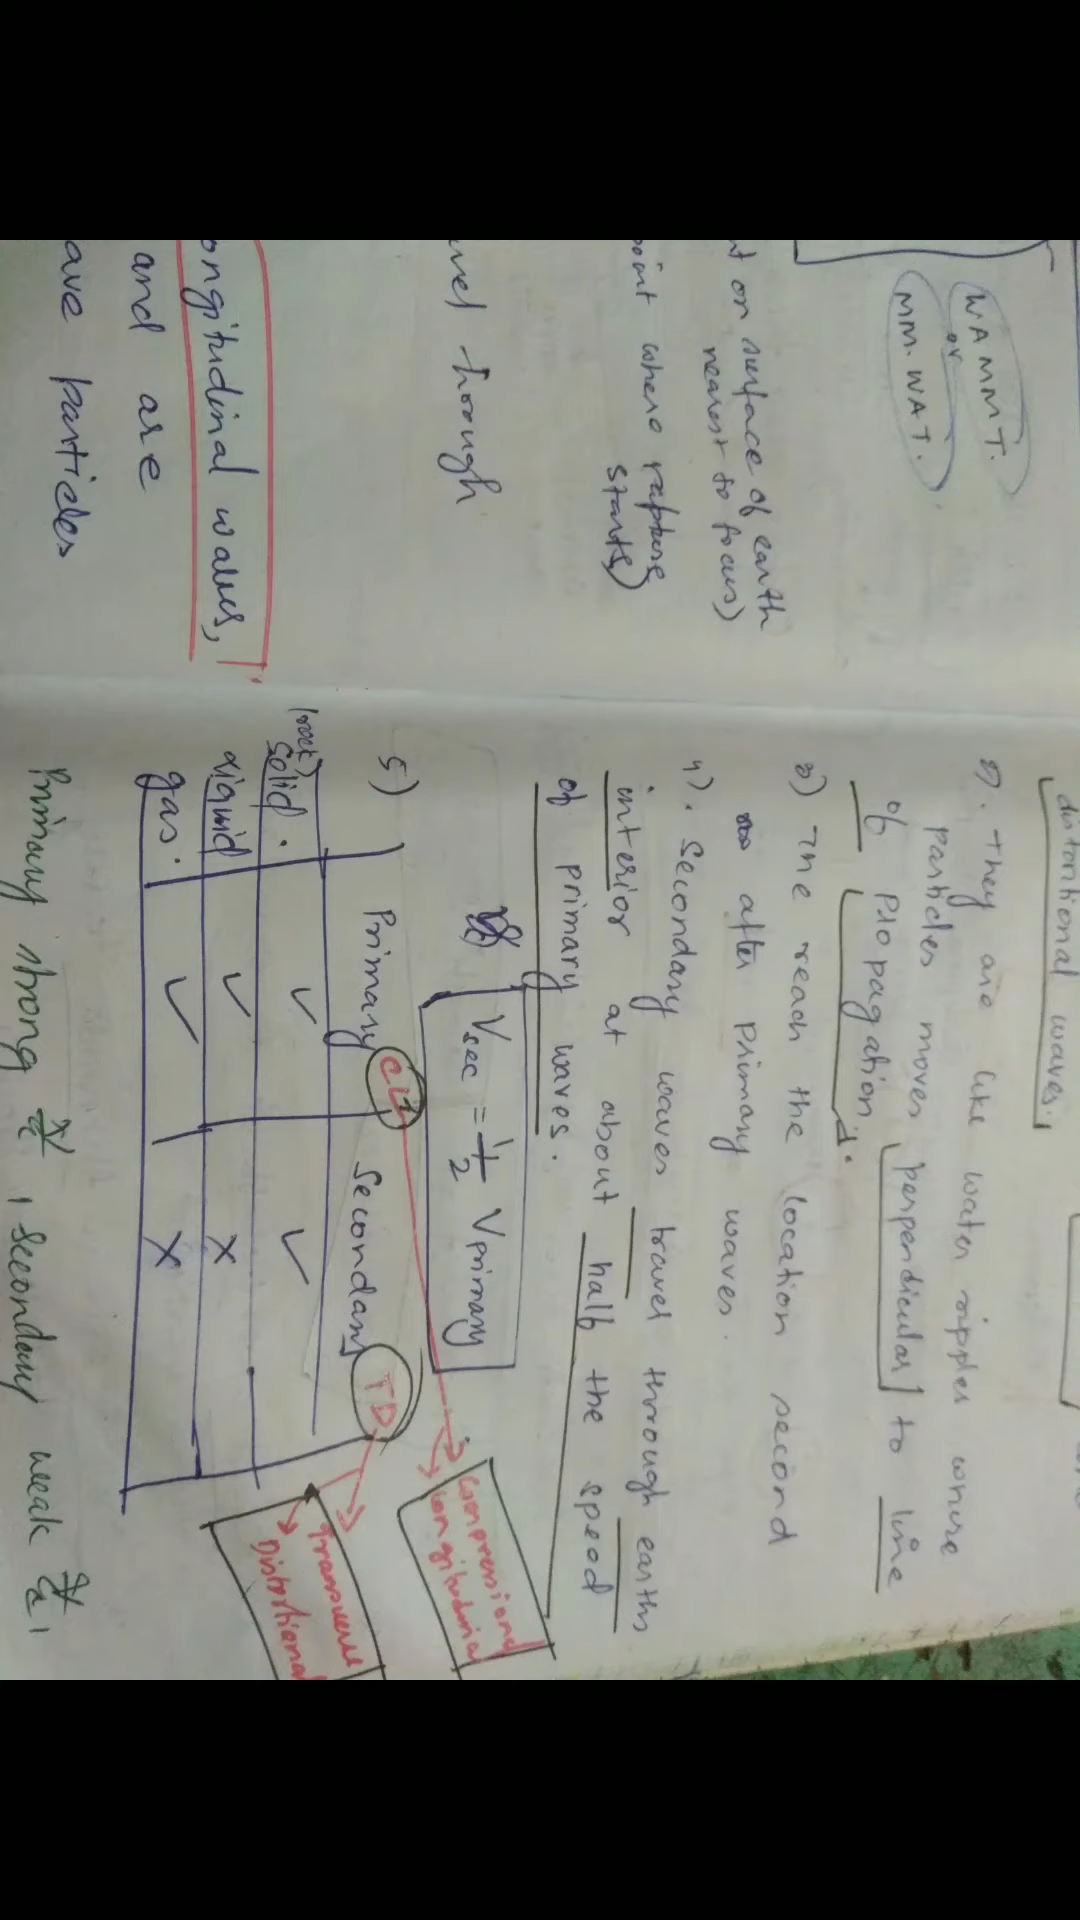 WAMMT.
or
MM.WAT.
t on surface of earth
nearest to focus)
point where rupture
starts)
avel through
ongitudinal waves,
and are
ave particles
distortional waves.
2). They are like water ripples where
particles moves perpendicular to line
of propagation.
3) The reach the location second
after primary waves.
4). Secondary waves travel through earths
interior at about half the speed
of primary waves.
Vsec = 1/2 Vprimary
5)
Primary CL Secondary TD
(rock) Solid. ✓ ✓
liquid ✓ ×
gas. ✓ ×
Compressional
Longitudinal
Transverse
Distortional
Primary strong , secondary weak